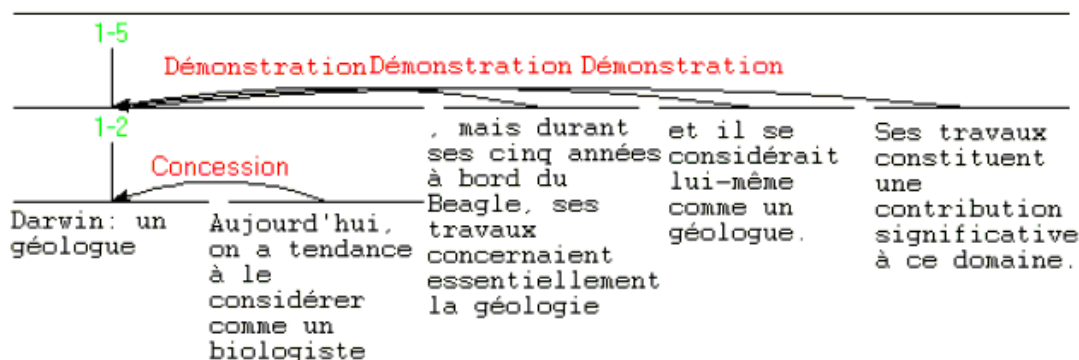 1-5
Démonstration Démonstration Démonstration
1-2
Concession
Darwin: un
géologue
Aujourd'hui,
on a tendance
à le
considérer
comme un
biologiste
, mais durant
ses cinq années
à bord du
Beagle, ses
travaux
concernaient
essentiellement
la géologie
et il se
considérait
lui-même
comme un
géologue.
Ses travaux
constituent
une
contribution
significative
à ce domaine.